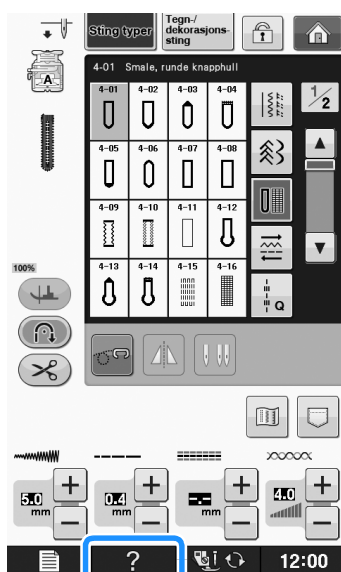 Sting typer
Tegn-/
dekorasjons-
sting
4-01 Smale, runde knapphull
1/2
A
4-01 4-02 4-03 4-04
4-05 4-06 4-07 4-08
4-09 4-10 4-11 4-12
4-13 4-14 4-15 4-16
Q
100%
5.0 mm + −
0.4 mm + −
-.- mm + −
4.0 + −
?
12:00